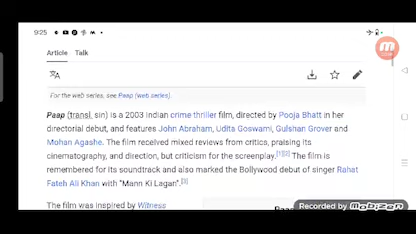 9:25
Article Talk
For the web series, see Paap (web series).
Paap (transl. sin) is a 2003 Indian crime thriller film, directed by Pooja Bhatt in her
directorial debut, and features John Abraham, Udita Goswami, Gulshan Grover and
Mohan Agashe. The film received mixed reviews from critics, praising its
cinematography, and direction, but criticism for the screenplay.[1][2] The film is
remembered for its soundtrack and also marked the Bollywood debut of singer Rahat
Fateh Ali Khan with "Mann Ki Lagan".[3]
The film was inspired by Witness
Recorded by Mobizen